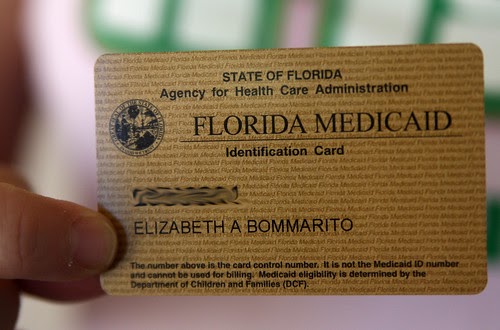 STATE OF FLORIDA
Agency for Health Care Administration
FLORIDA MEDICAID
Identification Card
ELIZABETH A BOMMARITO
The number above is the card control number. It is not the Medicaid ID number
and cannot be used for billing. Medicaid eligibility is determined by the
Department of Children and Families (DCF).